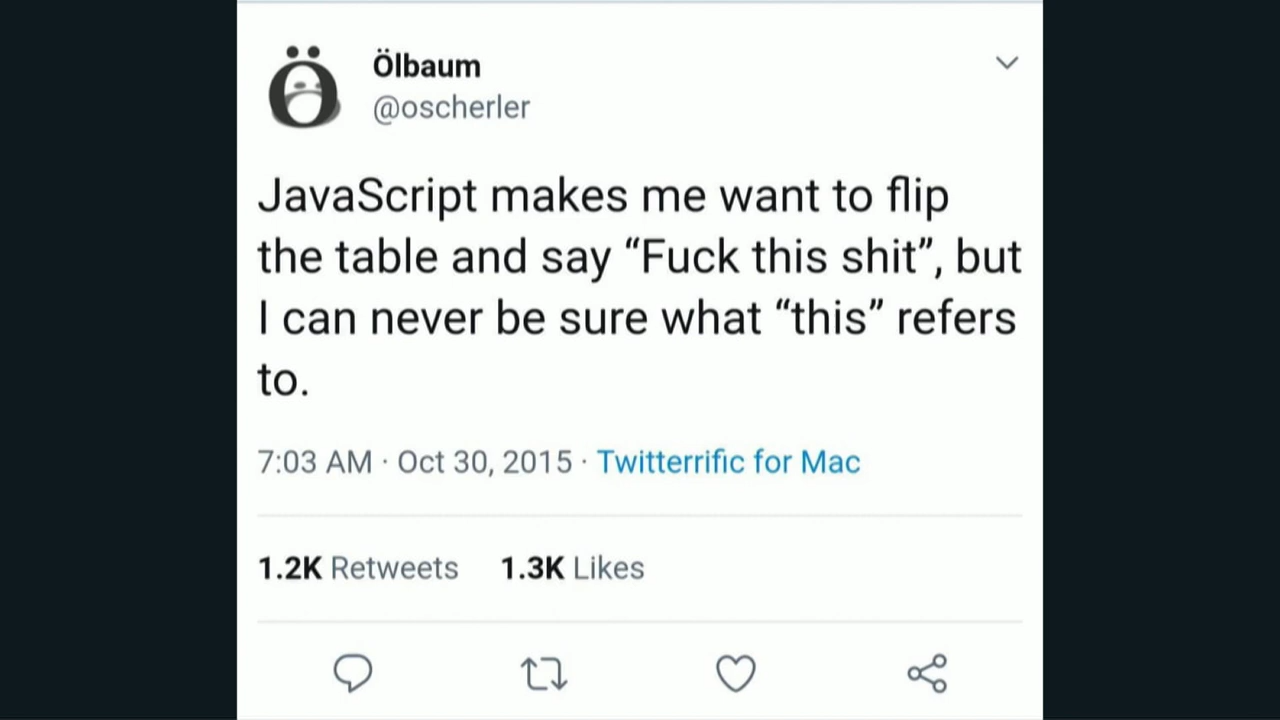 Ölbaum
@oscherler
JavaScript makes me want to flip
the table and say “Fuck this shit”, but
I can never be sure what “this” refers
to.
7:03 AM · Oct 30, 2015 · Twitterrific for Mac
1.2K Retweets 1.3K Likes